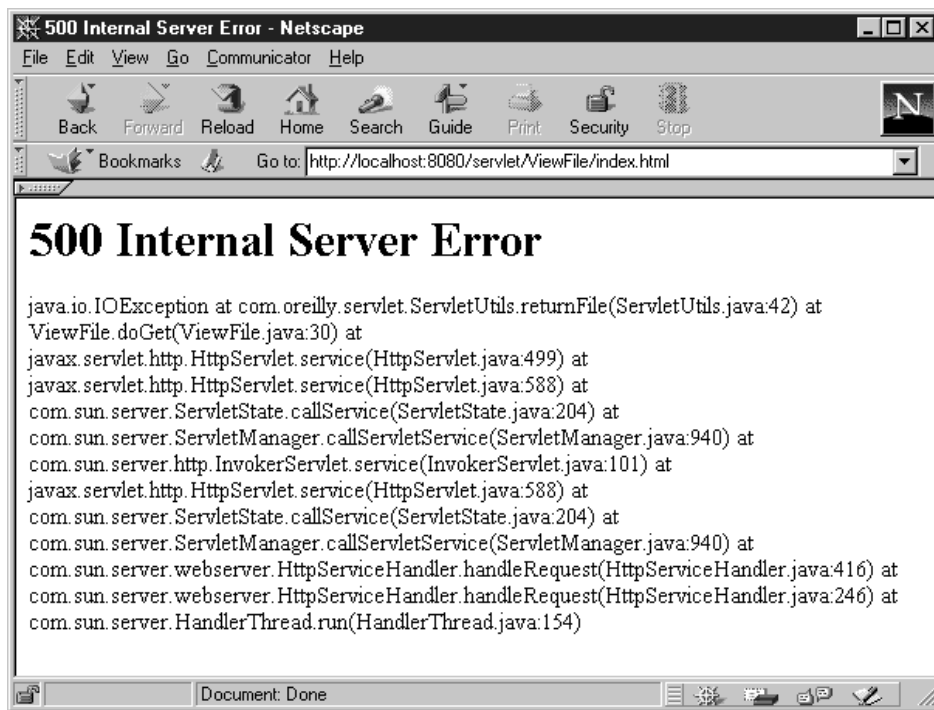 500 Internal Server Error - Netscape
File Edit View Go Communicator Help
Back Forward Reload Home Search Guide Print Security Stop
N
Bookmarks Go to: http://localhost:8080/servlet/ViewFile/index.html
500 Internal Server Error
java.io.IOException at com.oreilly.servlet.ServletUtils.returnFile(ServletUtils.java:42) at
ViewFile.doGet(ViewFile.java:30) at
javax.servlet.http.HttpServlet.service(HttpServlet.java:499) at
javax.servlet.http.HttpServlet.service(HttpServlet.java:588) at
com.sun.server.ServletState.callService(ServletState.java:204) at
com.sun.server.ServletManager.callServletService(ServletManager.java:940) at
com.sun.server.http.InvokerServlet.service(InvokerServlet.java:101) at
javax.servlet.http.HttpServlet.service(HttpServlet.java:588) at
com.sun.server.ServletState.callService(ServletState.java:204) at
com.sun.server.ServletManager.callServletService(ServletManager.java:940) at
com.sun.server.webserver.HttpServiceHandler.handleRequest(HttpServiceHandler.java:416) at
com.sun.server.webserver.HttpServiceHandler.handleRequest(HttpServiceHandler.java:246) at
com.sun.server.HandlerThread.run(HandlerThread.java:154)
Document: Done